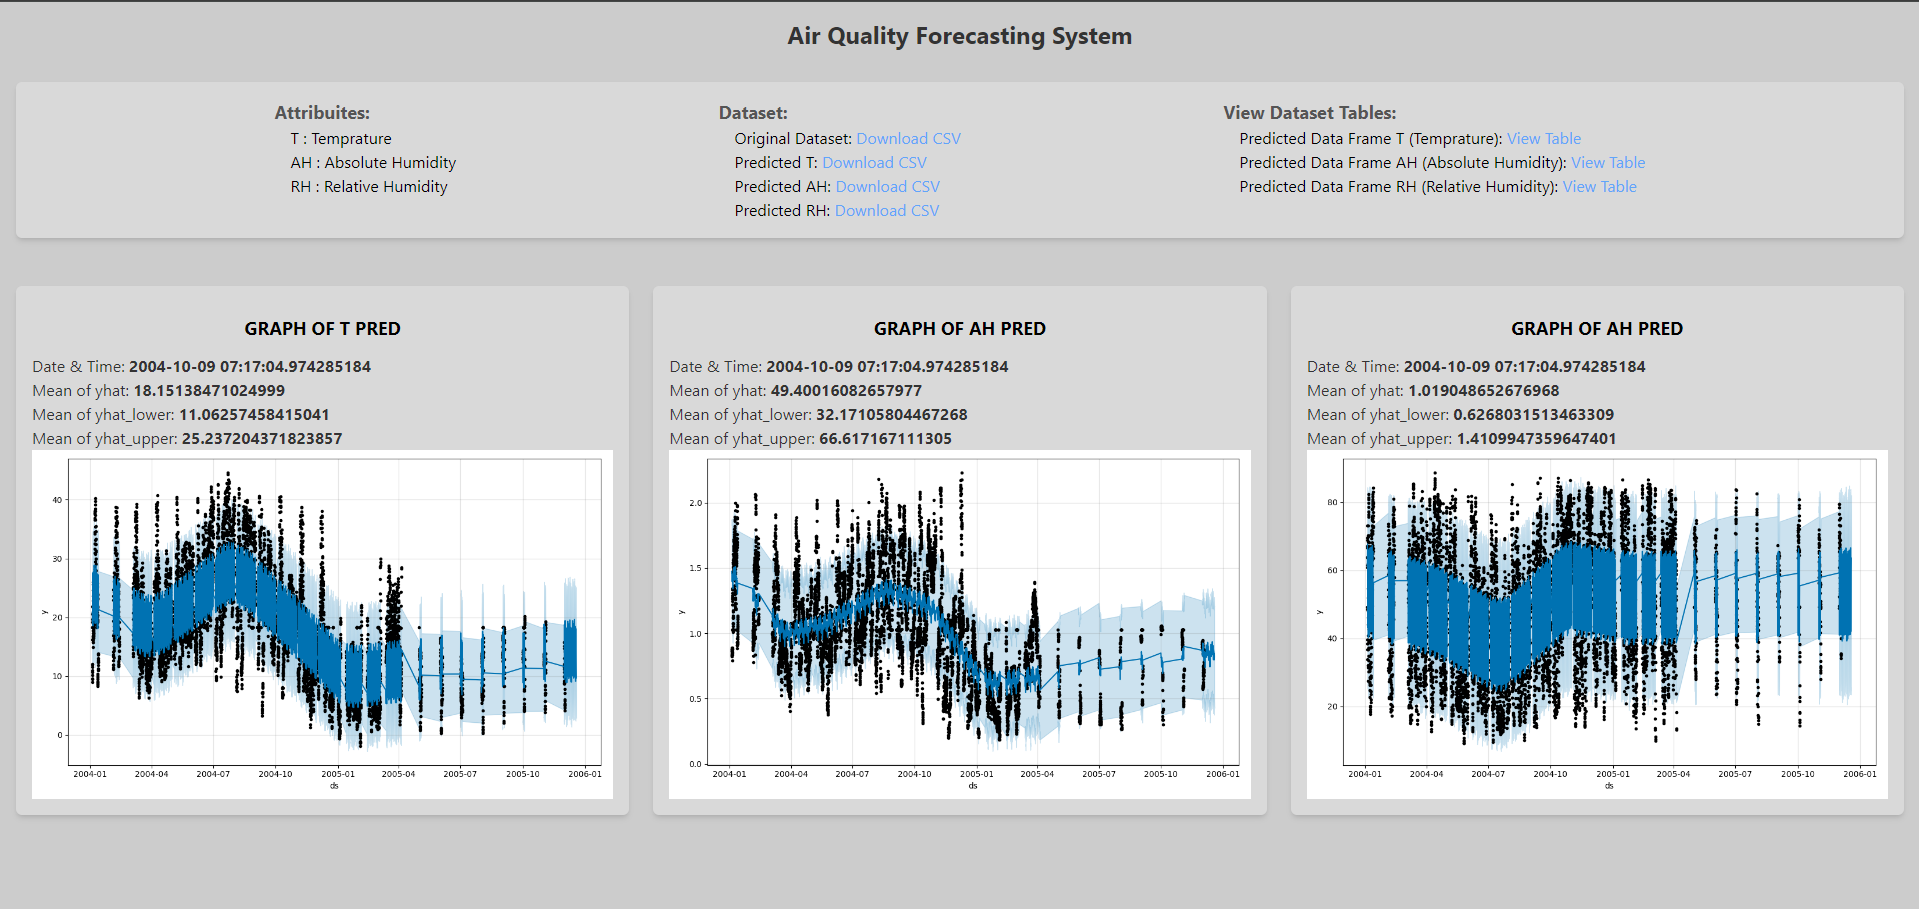 Air Quality Forecasting System
Attribuites:
T : Temprature
AH : Absolute Humidity
RH : Relative Humidity
Dataset:
Original Dataset: Download CSV
Predicted T: Download CSV
Predicted AH: Download CSV
Predicted RH: Download CSV
View Dataset Tables:
Predicted Data Frame T (Temprature): View Table
Predicted Data Frame AH (Absolute Humidity): View Table
Predicted Data Frame RH (Relative Humidity): View Table
GRAPH OF T PRED
Date & Time: 2004-10-09 07:17:04.974285184
Mean of yhat: 18.15138471024999
Mean of yhat_lower: 11.06257458415041
Mean of yhat_upper: 25.237204371823857
40
30
20
10
0
y
2004-01 2004-04 2004-07 2004-10 2005-01 2005-04 2005-07 2005-10 2006-01
ds
GRAPH OF AH PRED
Date & Time: 2004-10-09 07:17:04.974285184
Mean of yhat: 49.40016082657977
Mean of yhat_lower: 32.17105804467268
Mean of yhat_upper: 66.617167111305
2.0
1.5
1.0
0.5
0.0
y
2004-01 2004-04 2004-07 2004-10 2005-01 2005-04 2005-07 2005-10 2006-01
ds
GRAPH OF AH PRED
Date & Time: 2004-10-09 07:17:04.974285184
Mean of yhat: 1.019048652676968
Mean of yhat_lower: 0.6268031513463309
Mean of yhat_upper: 1.4109947359647401
80
60
40
20
y
2004-01 2004-04 2004-07 2004-10 2005-01 2005-04 2005-07 2005-10 2006-01
ds